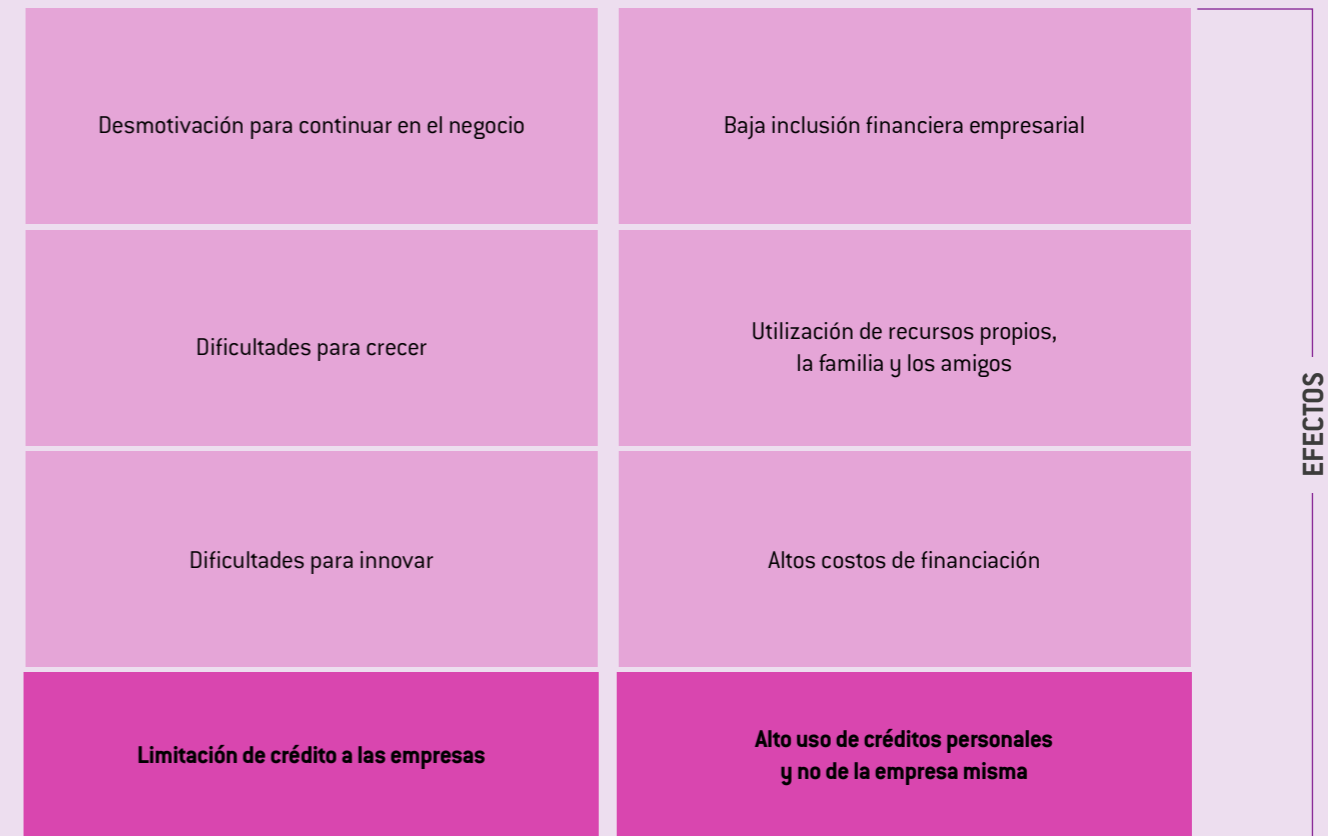 Desmotivación para continuar en el negocio
Baja inclusión financiera empresarial
Dificultades para crecer
Utilización de recursos propios,
la familia y los amigos
Dificultades para innovar
Altos costos de financiación
Limitación de crédito a las empresas
Alto uso de créditos personales
y no de la empresa misma
EFECTOS